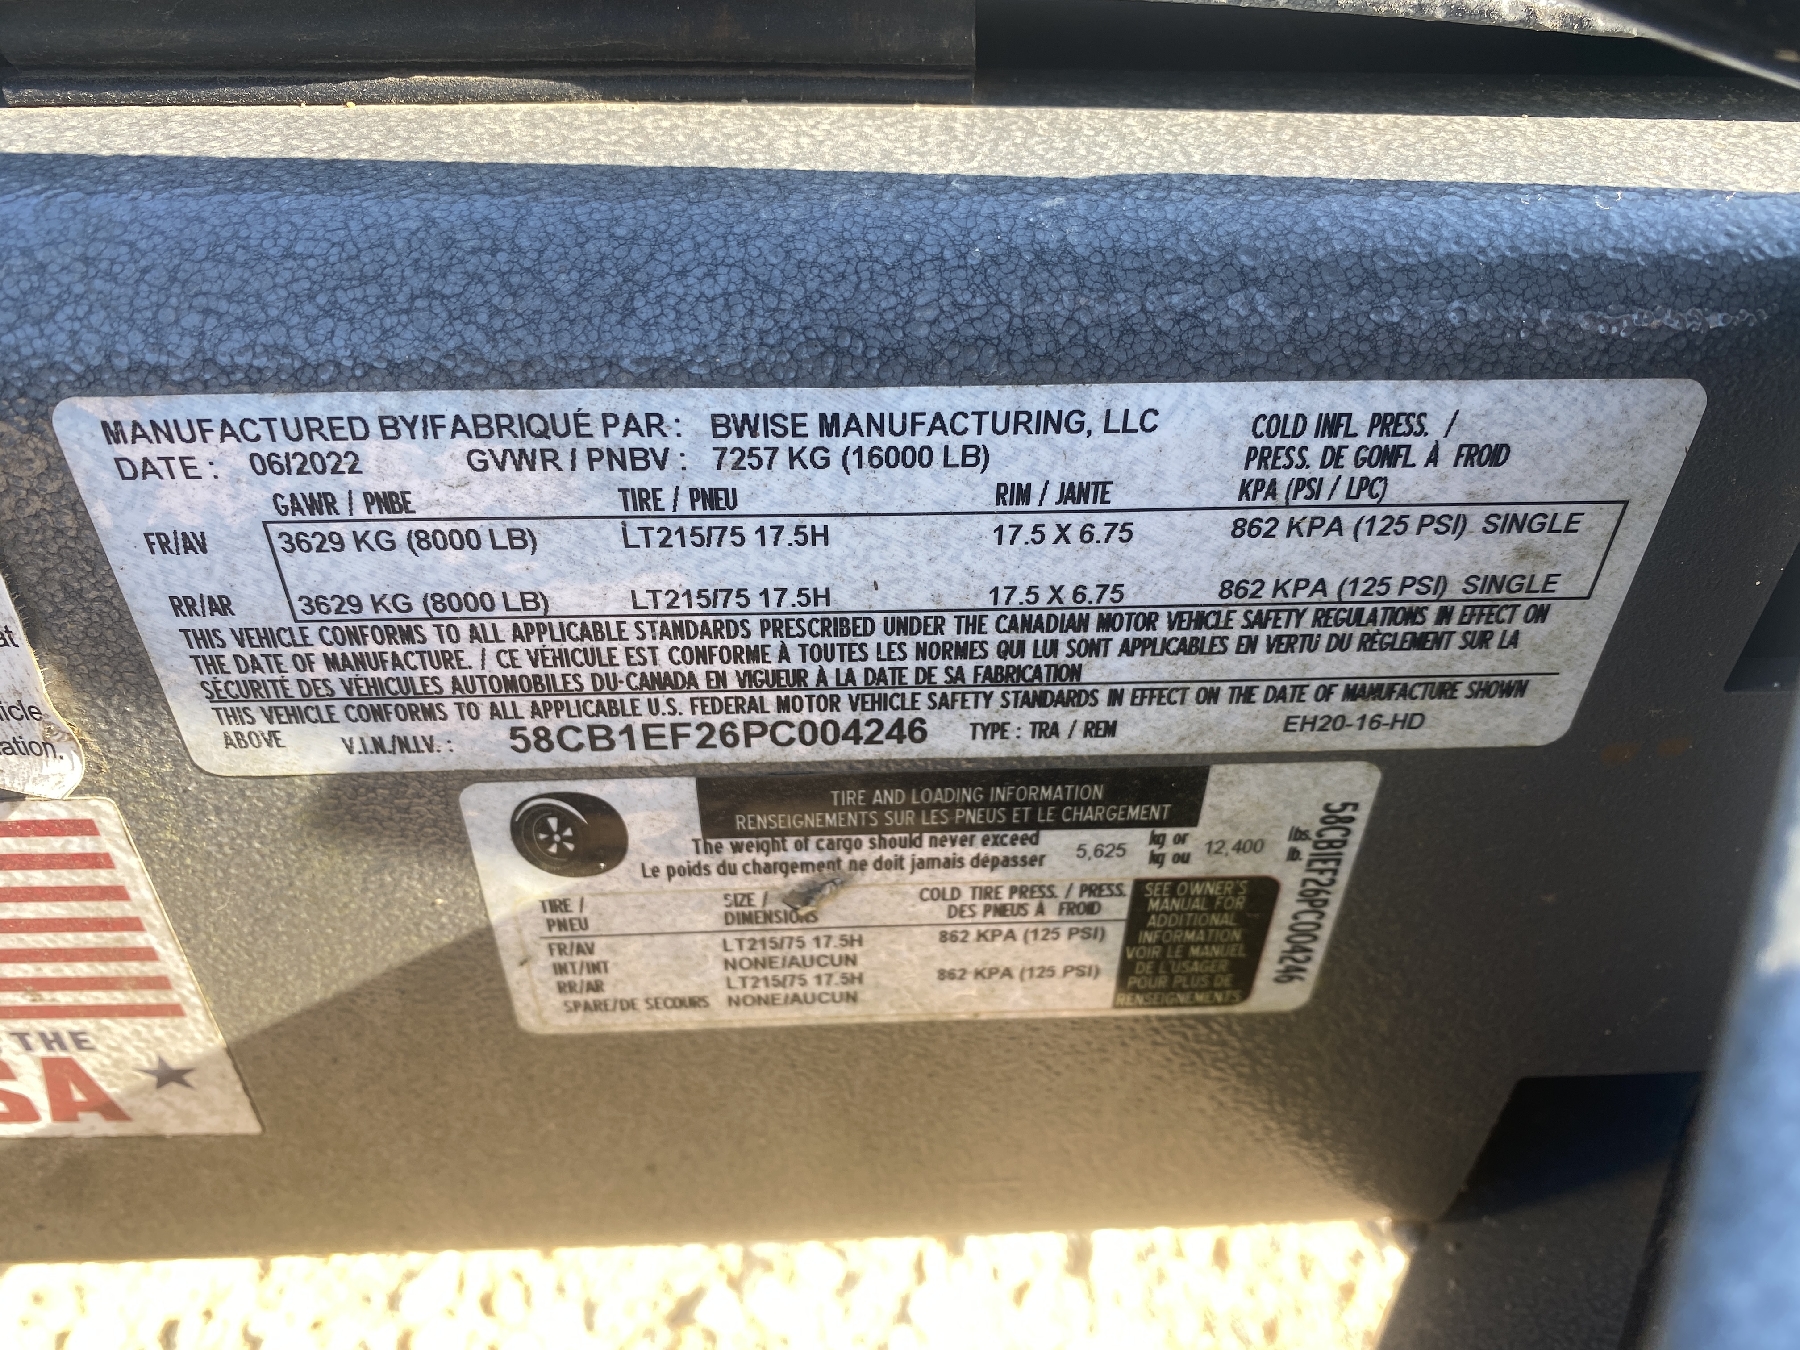 MANUFACTURED BY/FABRIQUÉ PAR : BWISE MANUFACTURING, LLC
DATE : 06/2022 GVWR / PNBV : 7257 KG (16000 LB)
COLD INFL. PRESS. /
PRESS. DE GONFL À FROID
KPA (PSI / LPC)
GAWR / PNBE TIRE / PNEU RIM / JANTE
FR/AV 3629 KG (8000 LB) LT215/75 17.5H 17.5 X 6.75 862 KPA (125 PSI) SINGLE
RR/AR 3629 KG (8000 LB) LT215/75 17.5H 17.5 X 6.75 862 KPA (125 PSI) SINGLE
THIS VEHICLE CONFORMS TO ALL APPLICABLE STANDARDS PRESCRIBED UNDER THE CANADIAN MOTOR VEHICLE SAFETY REGULATIONS IN EFFECT ON
THE DATE OF MANUFACTURE. / CE VÉHICULE EST CONFORME À TOUTES LES NORMES QUI LUI SONT APPLICABLES EN VERTU DU RÈGLEMENT SUR LA
SÉCURITÉ DES VÉHICULES AUTOMOBILES DU CANADA EN VIGUEUR À LA DATE DE SA FABRICATION
THIS VEHICLE CONFORMS TO ALL APPLICABLE U.S. FEDERAL MOTOR VEHICLE SAFETY STANDARDS IN EFFECT ON THE DATE OF MANUFACTURE SHOWN
ABOVE V.I.N./N.I.V. : 58CB1EF26PC004246 TYPE : TRA / REM EH20-16-HD
TIRE AND LOADING INFORMATION
RENSEIGNEMENTS SUR LES PNEUS ET LE CHARGEMENT
The weight of cargo should never exceed 5,625 kg or 12,400 lbs.
Le poids du chargement ne doit jamais dépasser kg ou lb.
TIRE / PNEU SIZE / DIMENSIONS COLD TIRE PRESS. / PRESS. DES PNEUS À FROID
FR/AV LT215/75 17.5H 862 KPA (125 PSI)
INT/INT NONE/AUCUN
RR/AR LT215/75 17.5H 862 KPA (125 PSI)
SPARE/DE SECOURS NONE/AUCUN
SEE OWNER'S
MANUAL FOR
ADDITIONAL
INFORMATION
VOIR LE MANUEL
DE L'USAGER
POUR PLUS DE
RENSEIGNEMENTS
58CB1EF26PC004246
THE